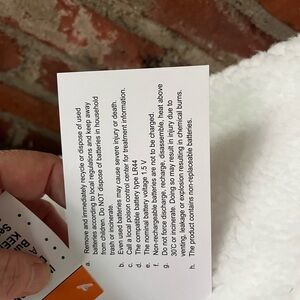 a. Remove and immediately recycle or dispose of used
batteries according to local regulations and keep away
from children. Do NOT dispose of batteries in household
trash or incinerate.
b. Even used batteries may cause severe injury or death.
c. Call a local poison control center for treatment information.
d. The compatible battery type LR44
e. The nominal battery voltage 1.5 V
f. Non-rechargeable batteries are not to be charged.
g. Do not force discharge, recharge, disassemble, heat above
30'C or incinerate. Doing so may result in injury due to
venting, leakage or explosion resulting in chemical burns.
h. The product contains non-replaceable batteries.
A BU
KEE